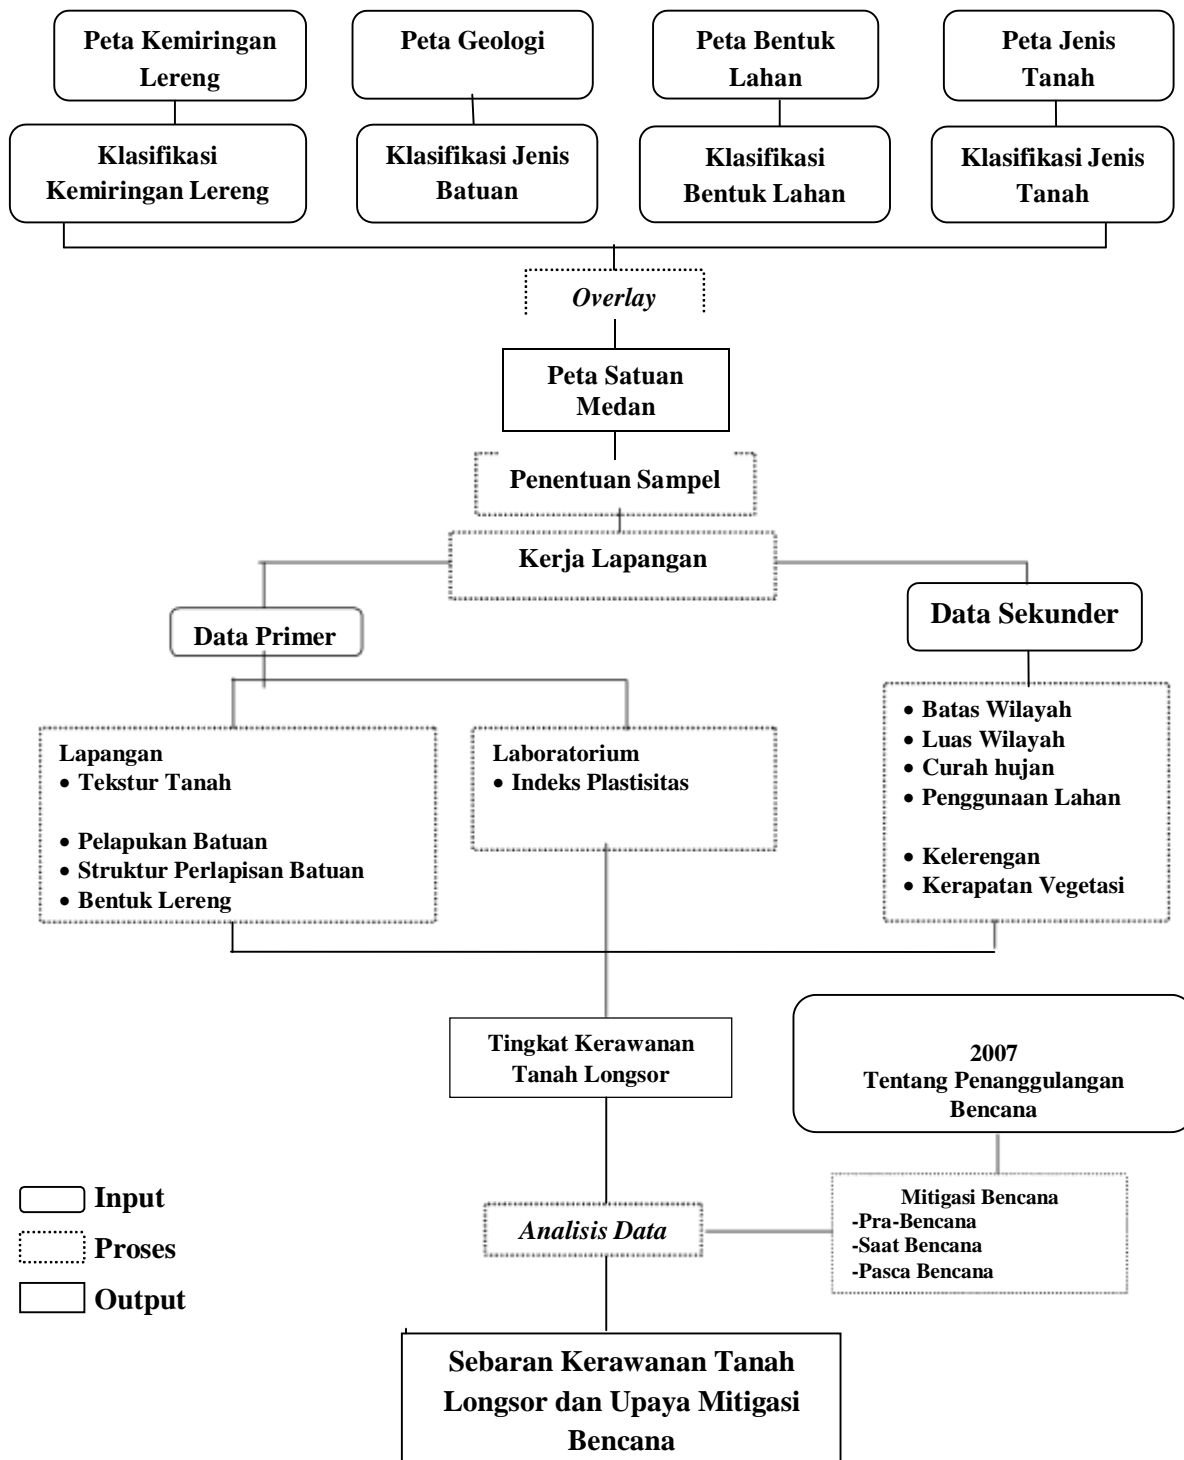 Peta Kemiringan
Lereng
Peta Geologi
Peta Bentuk
Lahan
Peta Jenis
Tanah
Klasifikasi
Kemiringan Lereng
Klasifikasi Jenis
Batuan
Klasifikasi
Bentuk Lahan
Klasifikasi Jenis
Tanah
Overlay
Peta Satuan
Medan
Penentuan Sampel
Kerja Lapangan
Data Primer
Data Sekunder
Lapangan
• Tekstur Tanah
• Pelapukan Batuan
• Struktur Perlapisan Batuan
• Bentuk Lereng
Laboratorium
• Indeks Plastisitas
• Batas Wilayah
• Luas Wilayah
• Curah hujan
• Penggunaan Lahan
• Kelerengan
• Kerapatan Vegetasi
Tingkat Kerawanan
Tanah Longsor
2007
Tentang Penanggulangan
Bencana
Mitigasi Bencana
-Pra-Bencana
-Saat Bencana
-Pasca Bencana
Analisis Data
Input
Proses
Output
Sebaran Kerawanan Tanah
Longsor dan Upaya Mitigasi
Bencana